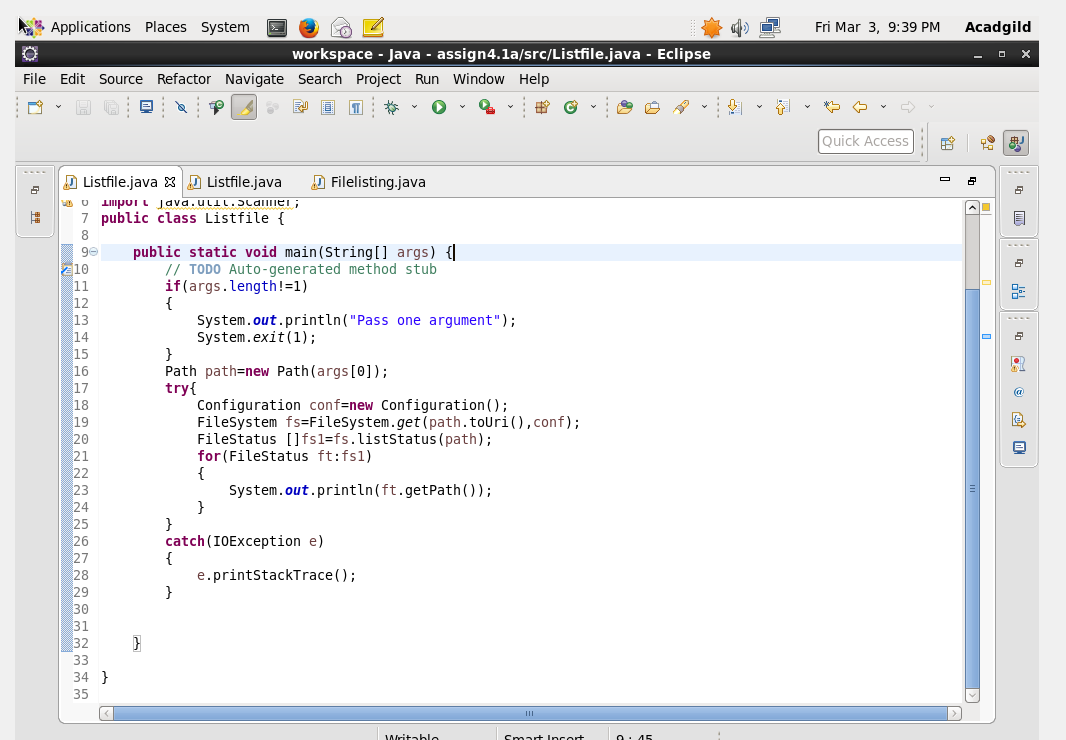 Applications Places System Fri Mar 3, 9:39 PM Acadgild
workspace - Java - assign4.1a/src/Listfile.java - Eclipse
File Edit Source Refactor Navigate Search Project Run Window Help
Quick Access
Listfile.java Listfile.java Filelisting.java
6 import java.util.Scanner;
7 public class Listfile {
8
9 public static void main(String[] args) {
10 // TODO Auto-generated method stub
11 if(args.length!=1)
12 {
13 System.out.println("Pass one argument");
14 System.exit(1);
15 }
16 Path path=new Path(args[0]);
17 try{
18 Configuration conf=new Configuration();
19 FileSystem fs=FileSystem.get(path.toUri(),conf);
20 FileStatus []fs1=fs.listStatus(path);
21 for(FileStatus ft:fs1)
22 {
23 System.out.println(ft.getPath());
24 }
25 }
26 catch(IOException e)
27 {
28 e.printStackTrace();
29 }
30
31
32 }
33
34 }
35
Writable Smart Insert 9 : 45